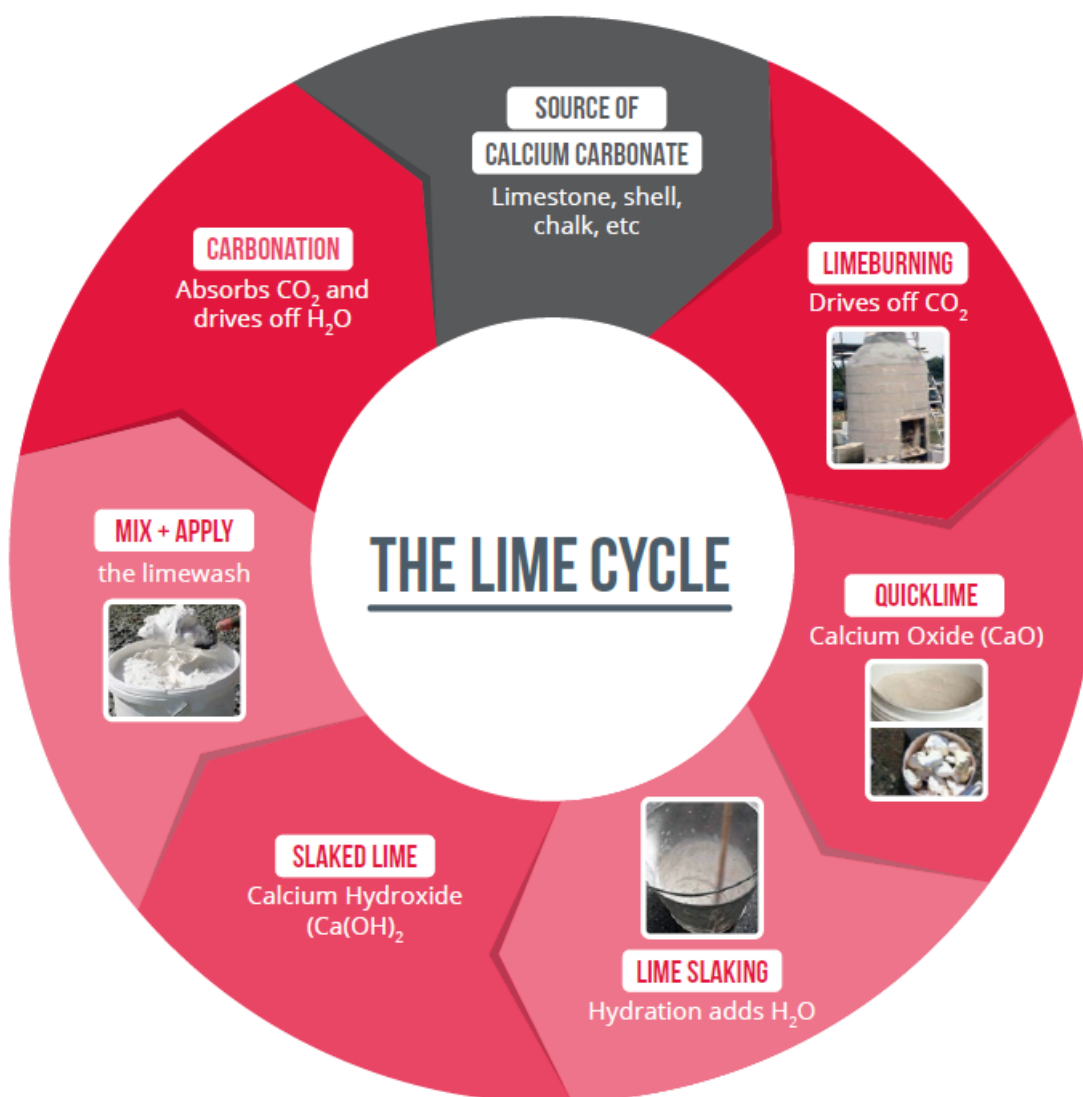 SOURCE OF
CALCIUM CARBONATE
Limestone, shell,
chalk, etc
LIMEBURNING
Drives off CO₂
QUICKLIME
Calcium Oxide (CaO)
LIME SLAKING
Hydration adds H₂O
SLAKED LIME
Calcium Hydroxide
(Ca(OH)₂
MIX + APPLY
the limewash
CARBONATION
Absorbs CO₂ and
drives off H₂O
THE LIME CYCLE